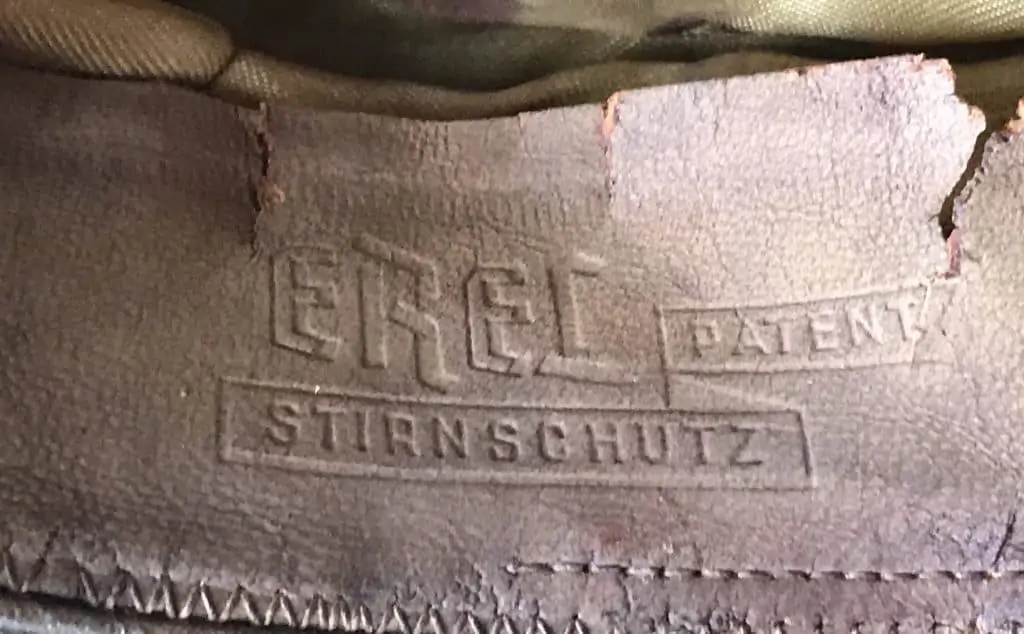 EREL
PATENT
STIRNSCHUTZ